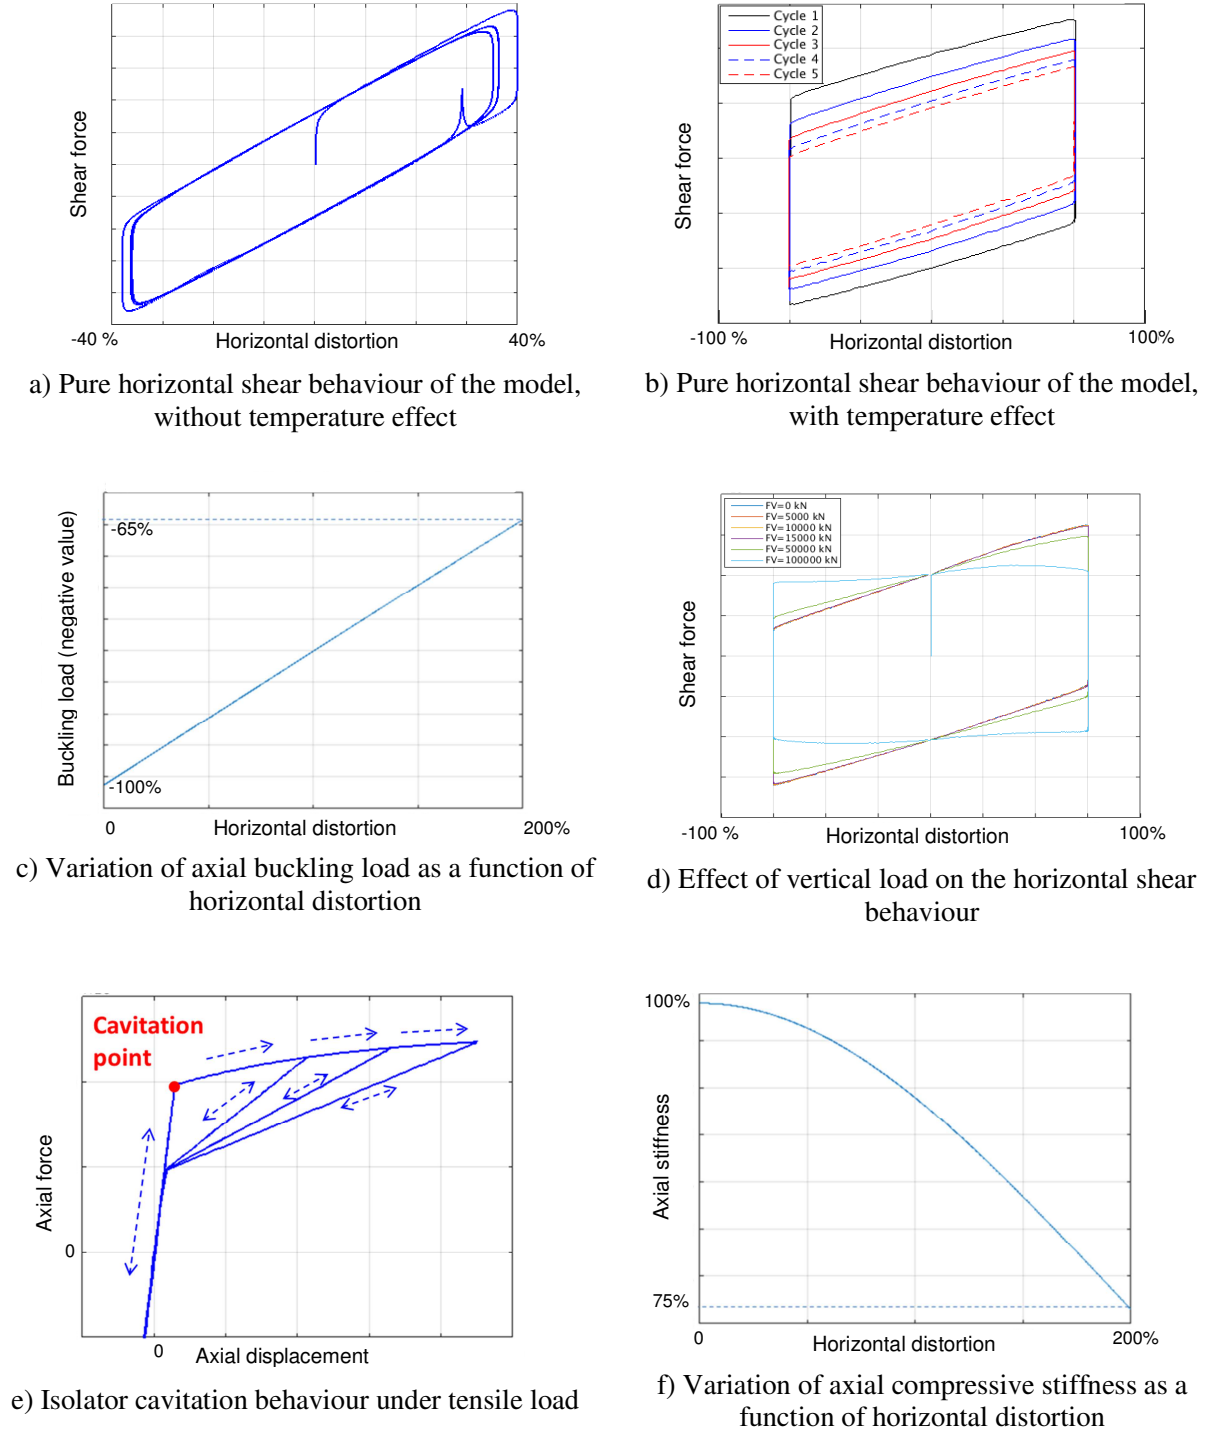 Shear force
-40 %
Horizontal distortion
40%
a) Pure horizontal shear behaviour of the model,
without temperature effect
Cycle 1
Cycle 2
Cycle 3
Cycle 4
Cycle 5
Shear force
-100 %
Horizontal distortion
100%
b) Pure horizontal shear behaviour of the model,
with temperature effect
Buckling load (negative value)
-65%
-100%
0
Horizontal distortion
200%
c) Variation of axial buckling load as a function of
horizontal distortion
FV=0 kN
FV=5000 kN
FV=10000 kN
FV=15000 kN
FV=50000 kN
FV=100000 kN
Shear force
-100 %
Horizontal distortion
100%
d) Effect of vertical load on the horizontal shear
behaviour
Cavitation
point
Axial force
0
0
Axial displacement
e) Isolator cavitation behaviour under tensile load
100%
Axial stiffness
75%
0
Horizontal distortion
200%
f) Variation of axial compressive stiffness as a
function of horizontal distortion